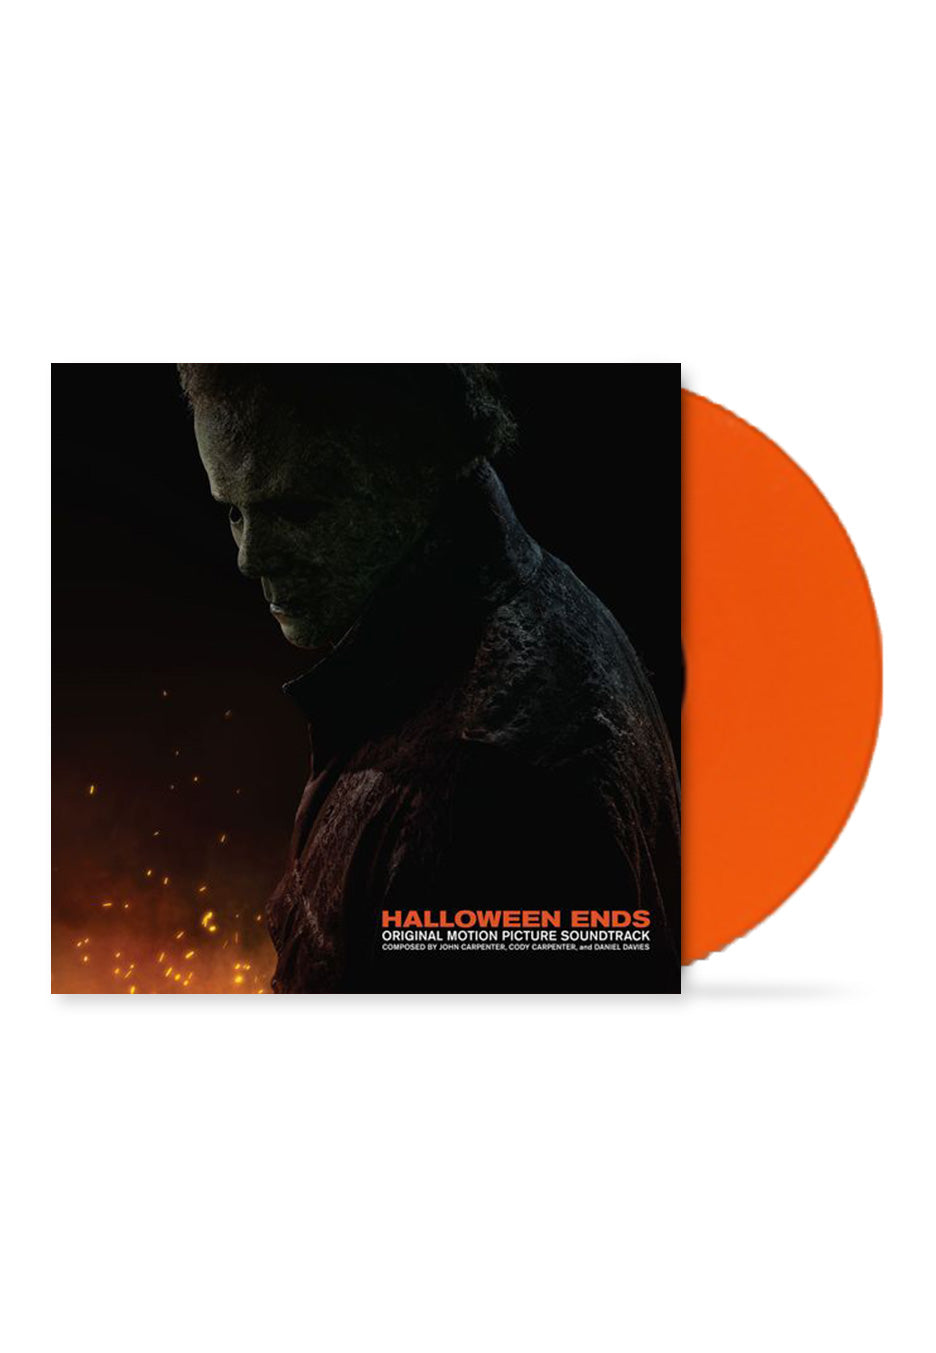 HALLOWEEN ENDS
ORIGINAL MOTION PICTURE SOUNDTRACK
COMPOSED BY JOHN CARPENTER, CODY CARPENTER, and DANIEL DAVIES